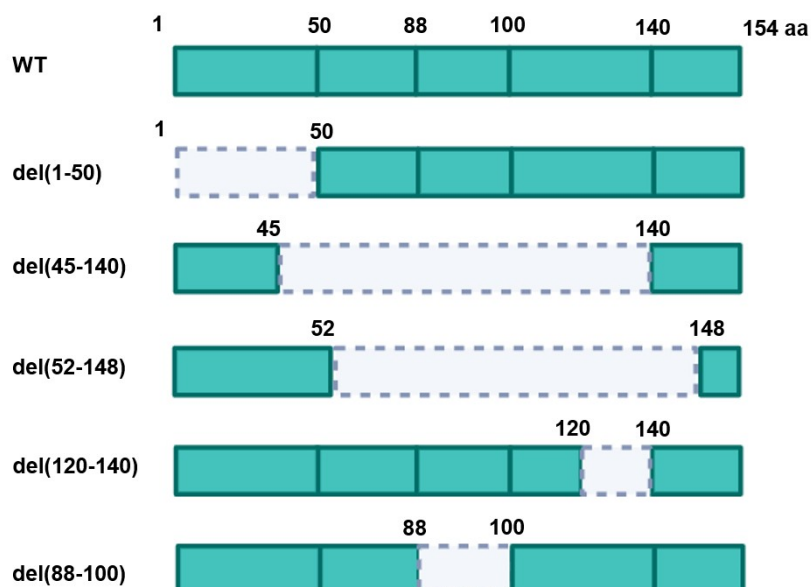 1 50 88 100 140 154 aa
WT
1 50
del(1-50)
45 140
del(45-140)
52 148
del(52-148)
120 140
del(120-140)
88 100
del(88-100)